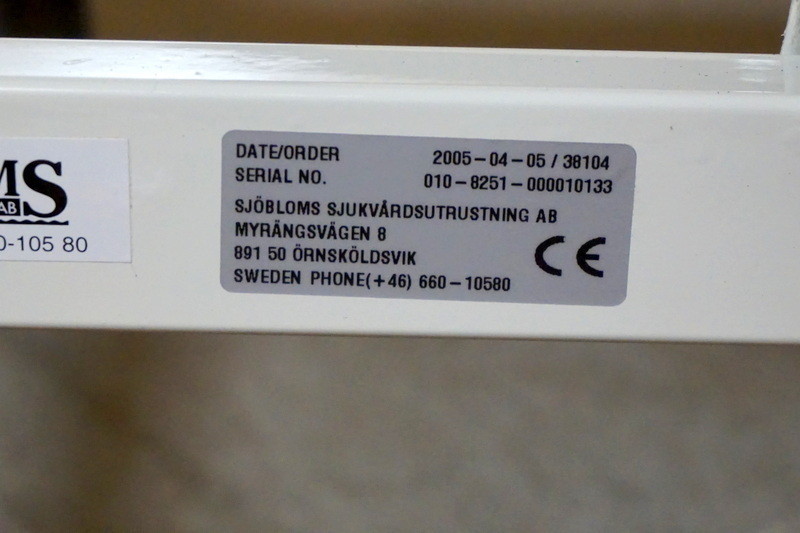 MS
AB
0-105 80
DATE/ORDER 2005-04-05 / 38104
SERIAL NO. 010-8251-000010133
SJÖBLOMS SJUKVÅRDSUTRUSTNING AB
MYRÄNGSVÄGEN 8
891 50 ÖRNSKÖLDSVIK
SWEDEN PHONE(+46) 660-10580
CE